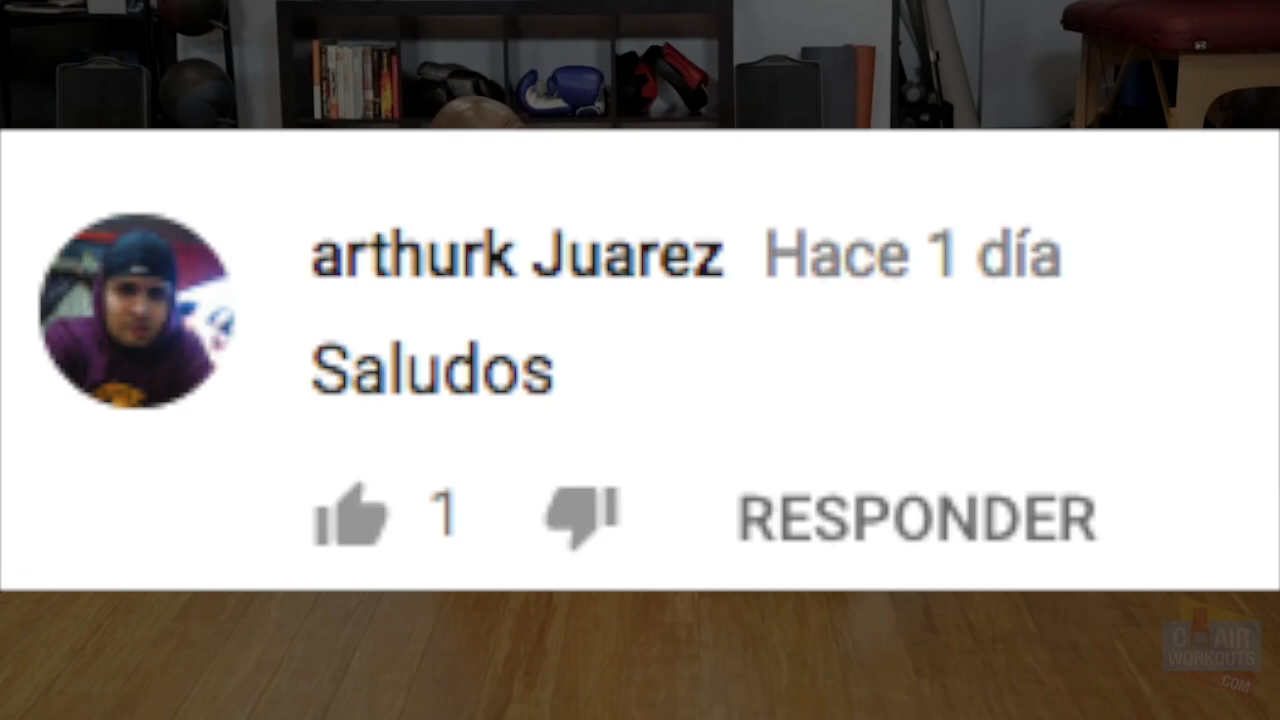 arthurk Juarez Hace 1 día
Saludos
1
RESPONDER
CHAIR
WORKOUTS
.COM